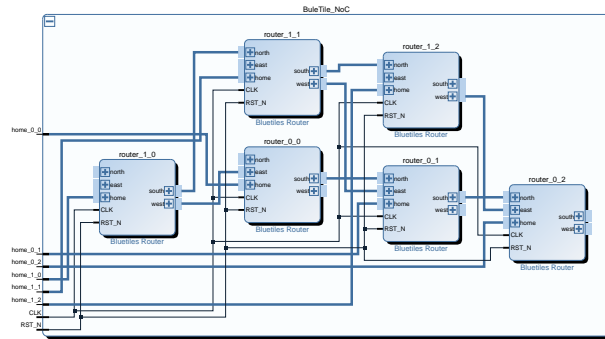 BuleTile_NoC
router_1_1
north
east
home
CLK
RST_N
south
west
Bluetiles Router
router_1_2
north
east
home
CLK
RST_N
south
west
Bluetiles Router
home_0_0
router_1_0
north
east
home
CLK
RST_N
south
west
Bluetiles Router
router_0_0
north
east
home
CLK
RST_N
south
west
Bluetiles Router
router_0_1
north
east
home
CLK
RST_N
south
west
Bluetiles Router
router_0_2
north
east
home
CLK
RST_N
south
west
Bluetiles Router
home_0_1
home_0_2
home_1_0
home_1_1
home_1_2
CLK
RST_N